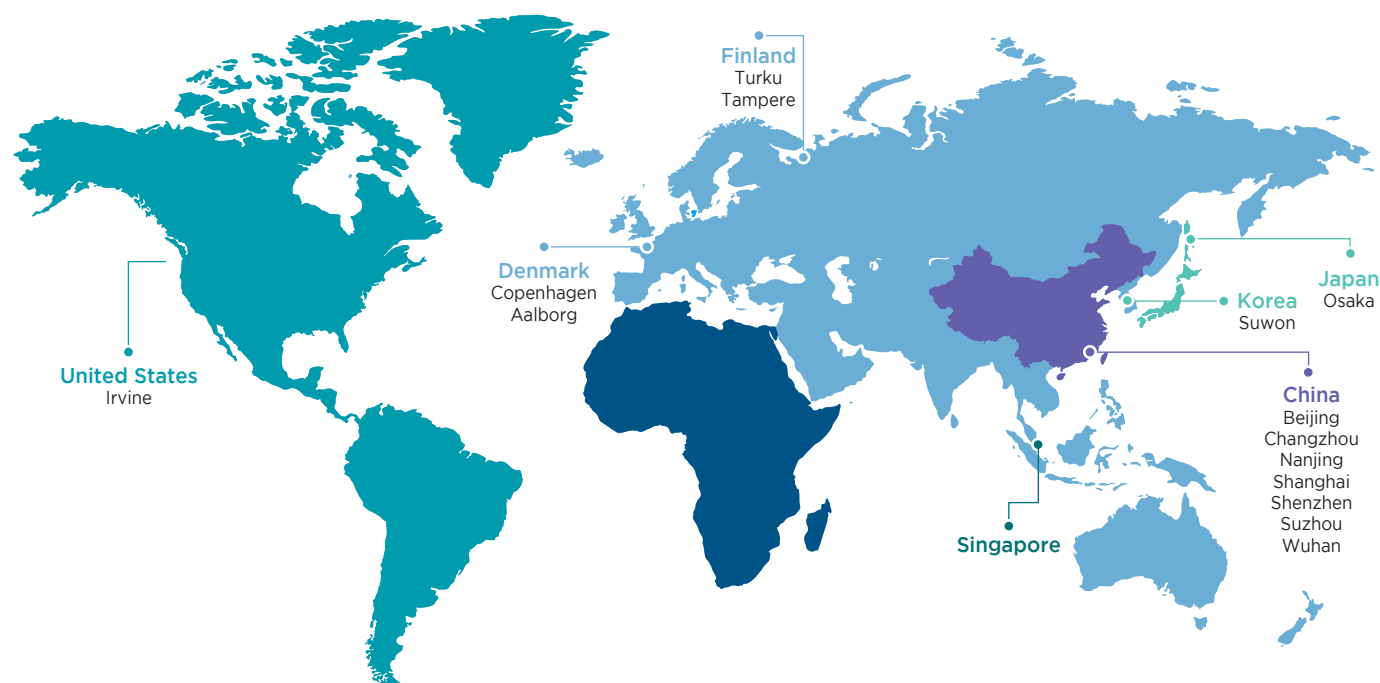 Finland
Turku
Tampere
Denmark
Copenhagen
Aalborg
United States
Irvine
Japan
Osaka
Korea
Suwon
China
Beijing
Changzhou
Nanjing
Shanghai
Shenzhen
Suzhou
Wuhan
Singapore